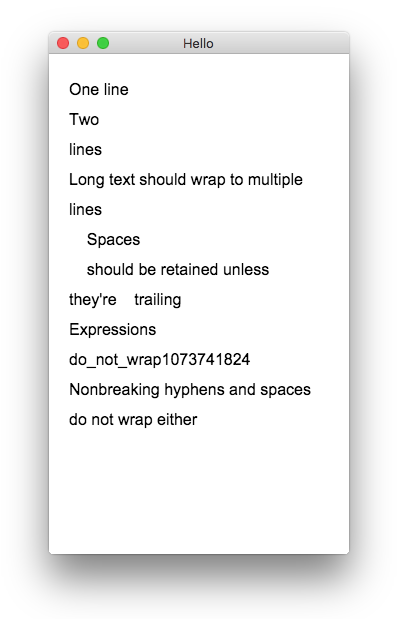 Hello
One line
Two
lines
Long text should wrap to multiple
lines
    Spaces
    should be retained unless
they're    trailing
Expressions
do_not_wrap1073741824
Nonbreaking hyphens and spaces
do not wrap either